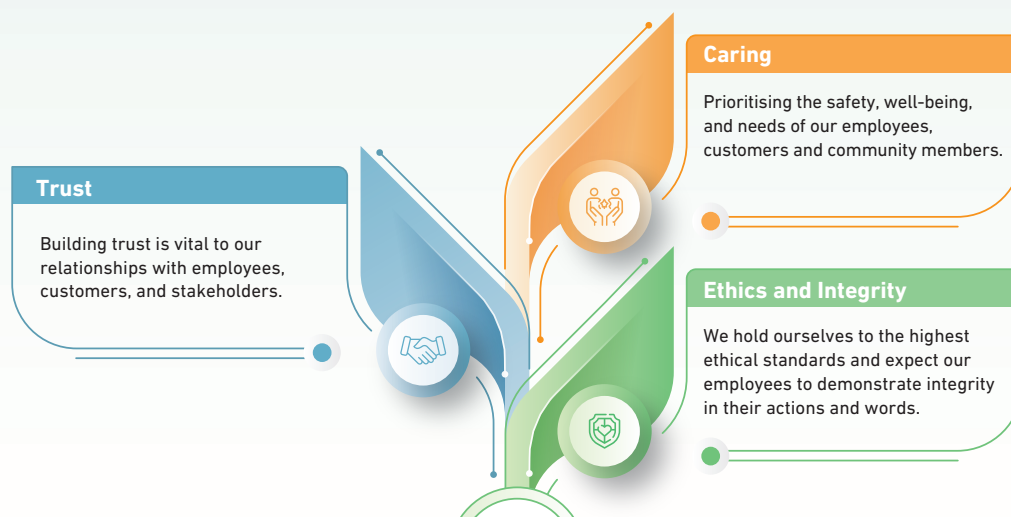 Trust
Building trust is vital to our
relationships with employees,
customers, and stakeholders.
Caring
Prioritising the safety, well-being,
and needs of our employees,
customers and community members.
Ethics and Integrity
We hold ourselves to the highest
ethical standards and expect our
employees to demonstrate integrity
in their actions and words.